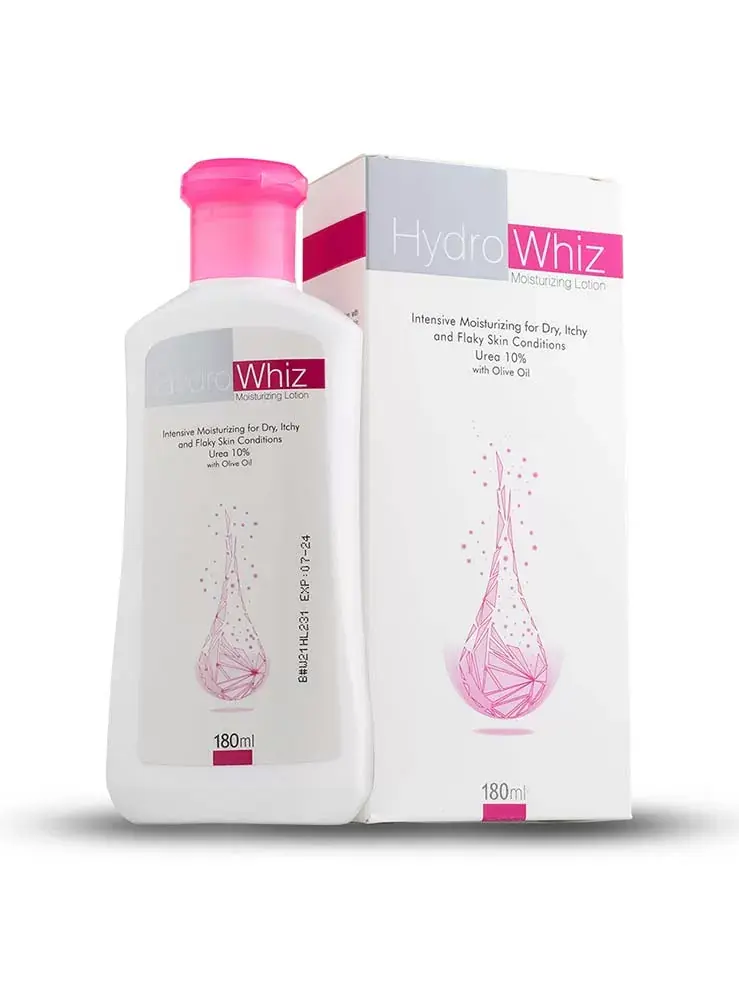 Hydro Whiz
Moisturizing Lotion
Intensive Moisturizing for Dry, Itchy
and Flaky Skin Conditions
Urea 10%
with Olive Oil
B#W21HL231 EXP:07-24
180ml
Hydro Whiz
Moisturizing Lotion
Intensive Moisturizing for Dry, Itchy
and Flaky Skin Conditions
Urea 10%
with Olive Oil
180ml